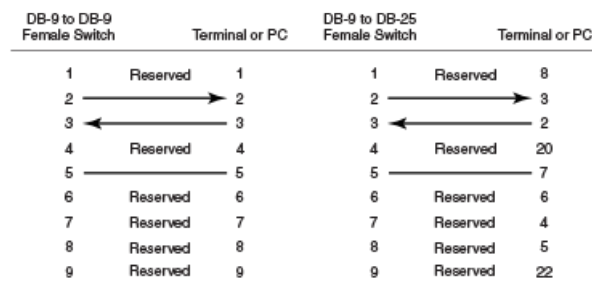 DB-9 to DB-9
Female Switch Terminal or PC
1 Reserved 1
2 2
3 3
4 Reserved 4
5 5
6 Reserved 6
7 Reserved 7
8 Reserved 8
9 Reserved 9
DB-9 to DB-25
Female Switch Terminal or PC
1 Reserved 8
2 3
3 2
4 Reserved 20
5 7
6 Reserved 6
7 Reserved 4
8 Reserved 5
9 Reserved 22